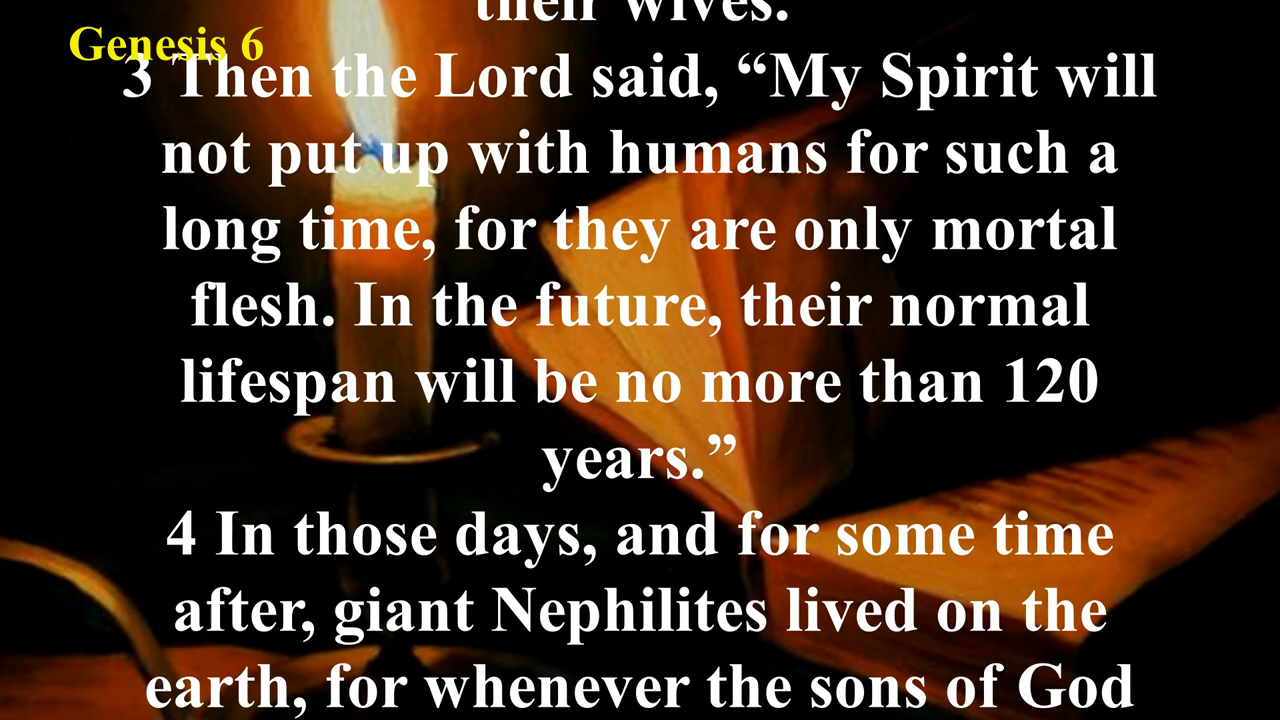 their wives.
Genesis 6
3 Then the Lord said, “My Spirit will
not put up with humans for such a
long time, for they are only mortal
flesh. In the future, their normal
lifespan will be no more than 120
years.”
4 In those days, and for some time
after, giant Nephilites lived on the
earth, for whenever the sons of God